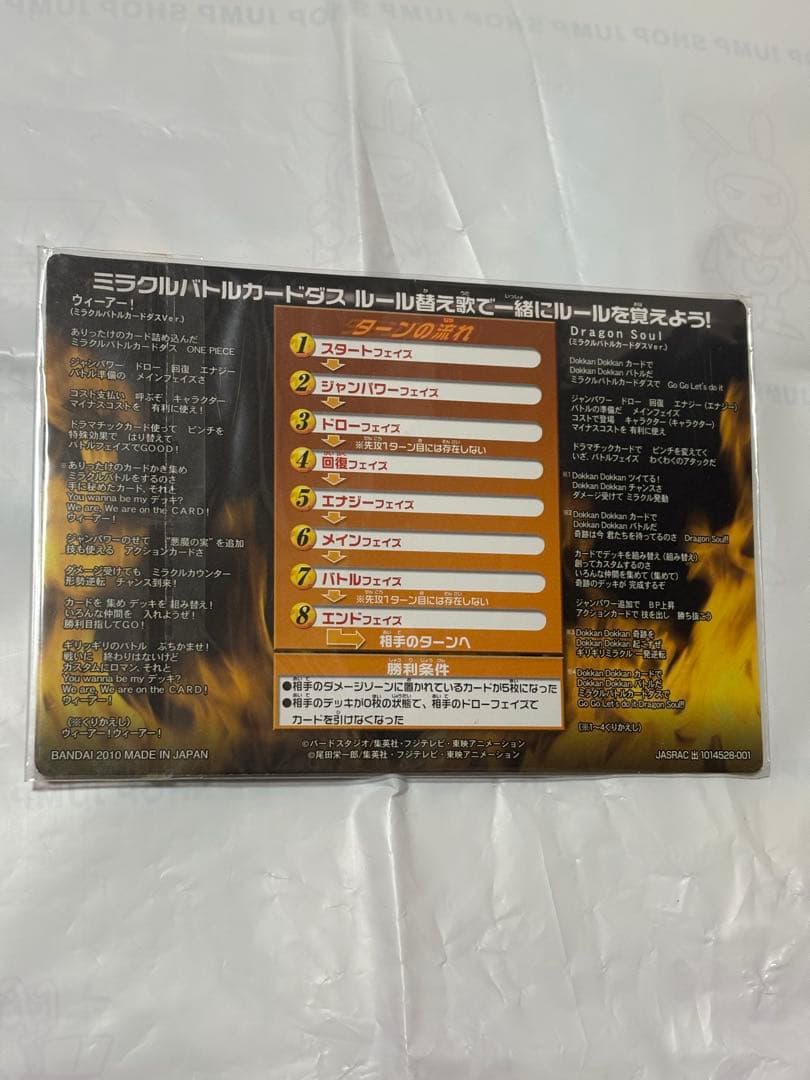 JUMP SHOP JUMP SHOP JUMP SHOP JUMP
ミラクルバトルカードダス ルール替え歌で一緒にルールを覚えよう!
ウィーアー!
(ミラクルバトルカードダスVer.)
ありったけのカード詰め込んだ
ミラクルバトルカードダス ONE PIECE
ジャンパワー ドロー 回復 エナジー
バトル準備の メインフェイズさ
コスト支払い 呼ぶぞ キャラクター
マイナスコストを 有利に使え!
ドラマチックカード使って ピンチを
特殊効果で はり替えて
バトルフェイズでGOOD!
※ありったけのカードかき集め
ミラクルバトルをするのさ
手に秘めたカード、それと
You wanna be my デッキ?
We are, We are on the CARD!
ウィーアー!
ジャンパワーのせて “悪魔の実”を追加
技も使える アクションカードさ
ダメージ受けても ミラクルカウンター
形勢逆転 チャンス到来!
カードを 集め デッキを 組み替え!
いろんな仲間を 入れようぜ!
勝利目指してGO!
ギリッギリのバトル ぶちかませ!
戦いに 終わりはないけど
カスタムにロマン、それと
You wanna be my デッキ?
We are, We are on the CARD!
ウィーアー!
(※くりかえし)
ウィーアー!ウィーアー!
BANDAI 2010 MADE IN JAPAN
ターンの流れ
1 スタートフェイズ
2 ジャンパワーフェイズ
3 ドローフェイズ
※先攻1ターン目には存在しない
4 回復フェイズ
5 エナジーフェイズ
6 メインフェイズ
7 バトルフェイズ
※先攻1ターン目には存在しない
8 エンドフェイズ
相手のターンへ
勝利条件
●相手のダメージゾーンに置かれているカードが5枚になった
●相手のデッキが0枚の状態で、相手のドローフェイズで
カードを引けなくなった
©バードスタジオ/集英社・フジテレビ・東映アニメーション
©尾田栄一郎/集英社・フジテレビ・東映アニメーション
Dragon Soul
(ミラクルバトルカードダスVer.)
Dokkan Dokkan カードで
Dokkan Dokkan バトルだ
ミラクルバトルカードダスで Go Go Let's do it
ジャンパワー ドロー 回復 エナジー(エナジー)
バトルの準備だ メインフェイズ
コストで登場 キャラクター(キャラクター)
マイナスコストを 有利に使え
ドラマチックカードで ピンチを変えてく
いざ、バトルフェイズ わくわくのアタックだ
※1 Dokkan Dokkan ツイてる!
Dokkan Dokkan チャンスさ
ダメージ受けて ミラクル発動
※2 Dokkan Dokkan カードで
Dokkan Dokkan バトルだ
奇跡は今 君たちを待ってるのさ Dragon Soul!!
カードでデッキを組み替え(組み替え)
創ってカスタムするのさ
いろんな仲間を集めて(集めて)
奇跡のデッキが 完成するぞ
ジャンパワー追加で BP上昇
アクションカードで 技を出し 勝ち抜こう
※3 Dokkan Dokkan 奇跡を
Dokkan Dokkan 起こすぜ
ギリギリミラクル 一発逆転
※4 Dokkan Dokkan カードで
Dokkan Dokkan バトルだ
ミラクルバトルカードダスで
Go Go Let's do it Dragon Soul!!
(※1~4くりかえし)
JASRAC 出 1014528-001